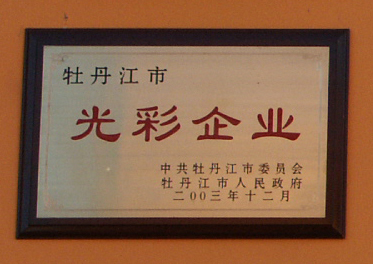 牡丹江市
光彩企业
中共牡丹江市委员会
牡丹江市人民政府
二00三年十二月